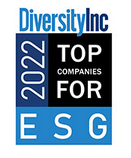 DiversityInc
2022
TOP
COMPANIES
FOR
ESG